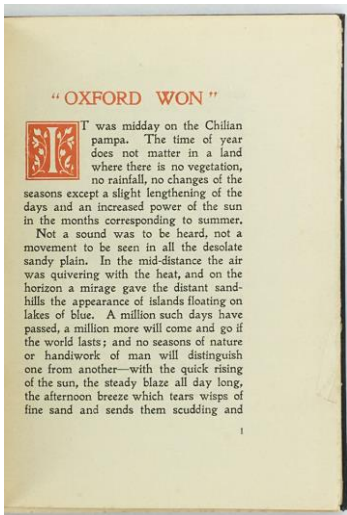 “ OXFORD WON ”
IT was midday on the Chilian
pampa. The time of year
does not matter in a land
where there is no vegetation,
no rainfall, no changes of the
seasons except a slight lengthening of the
days and an increased power of the sun
in the months corresponding to summer.
Not a sound was to be heard, not a
movement to be seen in all the desolate
sandy plain. In the mid-distance the air
was quivering with the heat, and on the
horizon a mirage gave the distant sand-
hills the appearance of islands floating on
lakes of blue. A million such days have
passed, a million more will come and go if
the world lasts; and no seasons of nature
or handiwork of man will distinguish
one from another—with the quick rising
of the sun, the steady blaze all day long,
the afternoon breeze which tears wisps of
fine sand and sends them scudding and
1